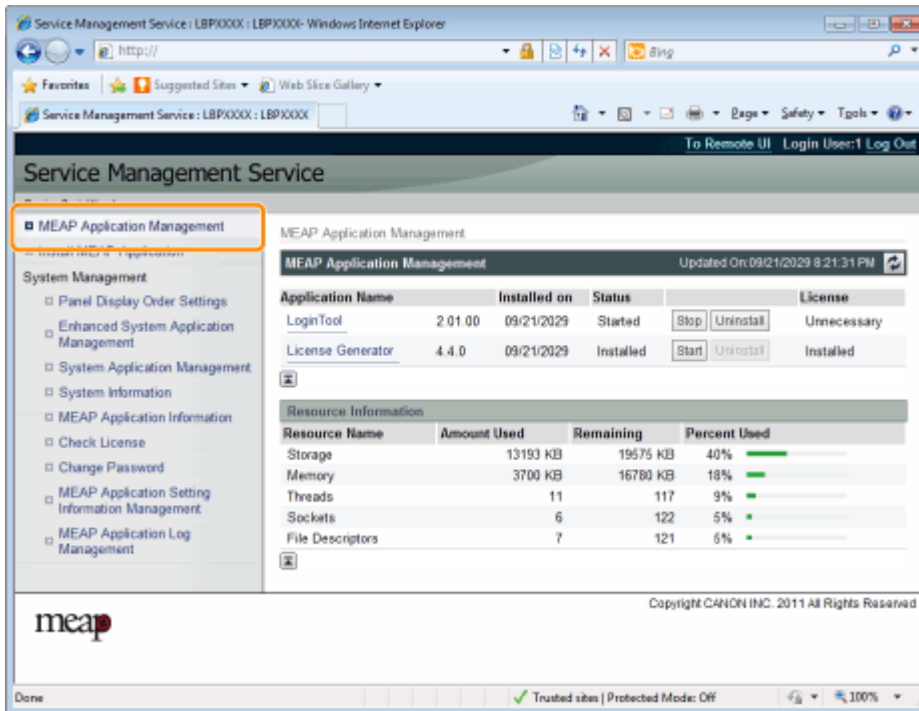 Service Management Service : LBPXXXX : LBPXXXX- Windows Internet Explorer
http://
Bing
Favorites Suggested Sites Web Slice Gallery
Service Management Service : LBPXXXX : LBPXXXX
Page Safety Tools
To Remote UI Login User:1 Log Out
Service Management Service
MEAP Application Management
Install MEAP Application
System Management
Panel Display Order Settings
Enhanced System Application
Management
System Application Management
System Information
MEAP Application Information
Check License
Change Password
MEAP Application Setting
Information Management
MEAP Application Log
Management
MEAP Application Management
MEAP Application Management Updated On:09/21/2029 8:21:31 PM
Application Name Installed on Status License
LoginTool 2.01.00 09/21/2029 Started Stop Uninstall Unnecessary
License Generator 4.4.0 09/21/2029 Installed Start Uninstall Installed
Resource Information
Resource Name Amount Used Remaining Percent Used
Storage 13193 KB 19575 KB 40%
Memory 3700 KB 16780 KB 18%
Threads 11 117 9%
Sockets 6 122 5%
File Descriptors 7 121 6%
Copyright CANON INC. 2011 All Rights Reserved
meap
Done Trusted sites | Protected Mode: Off 100%